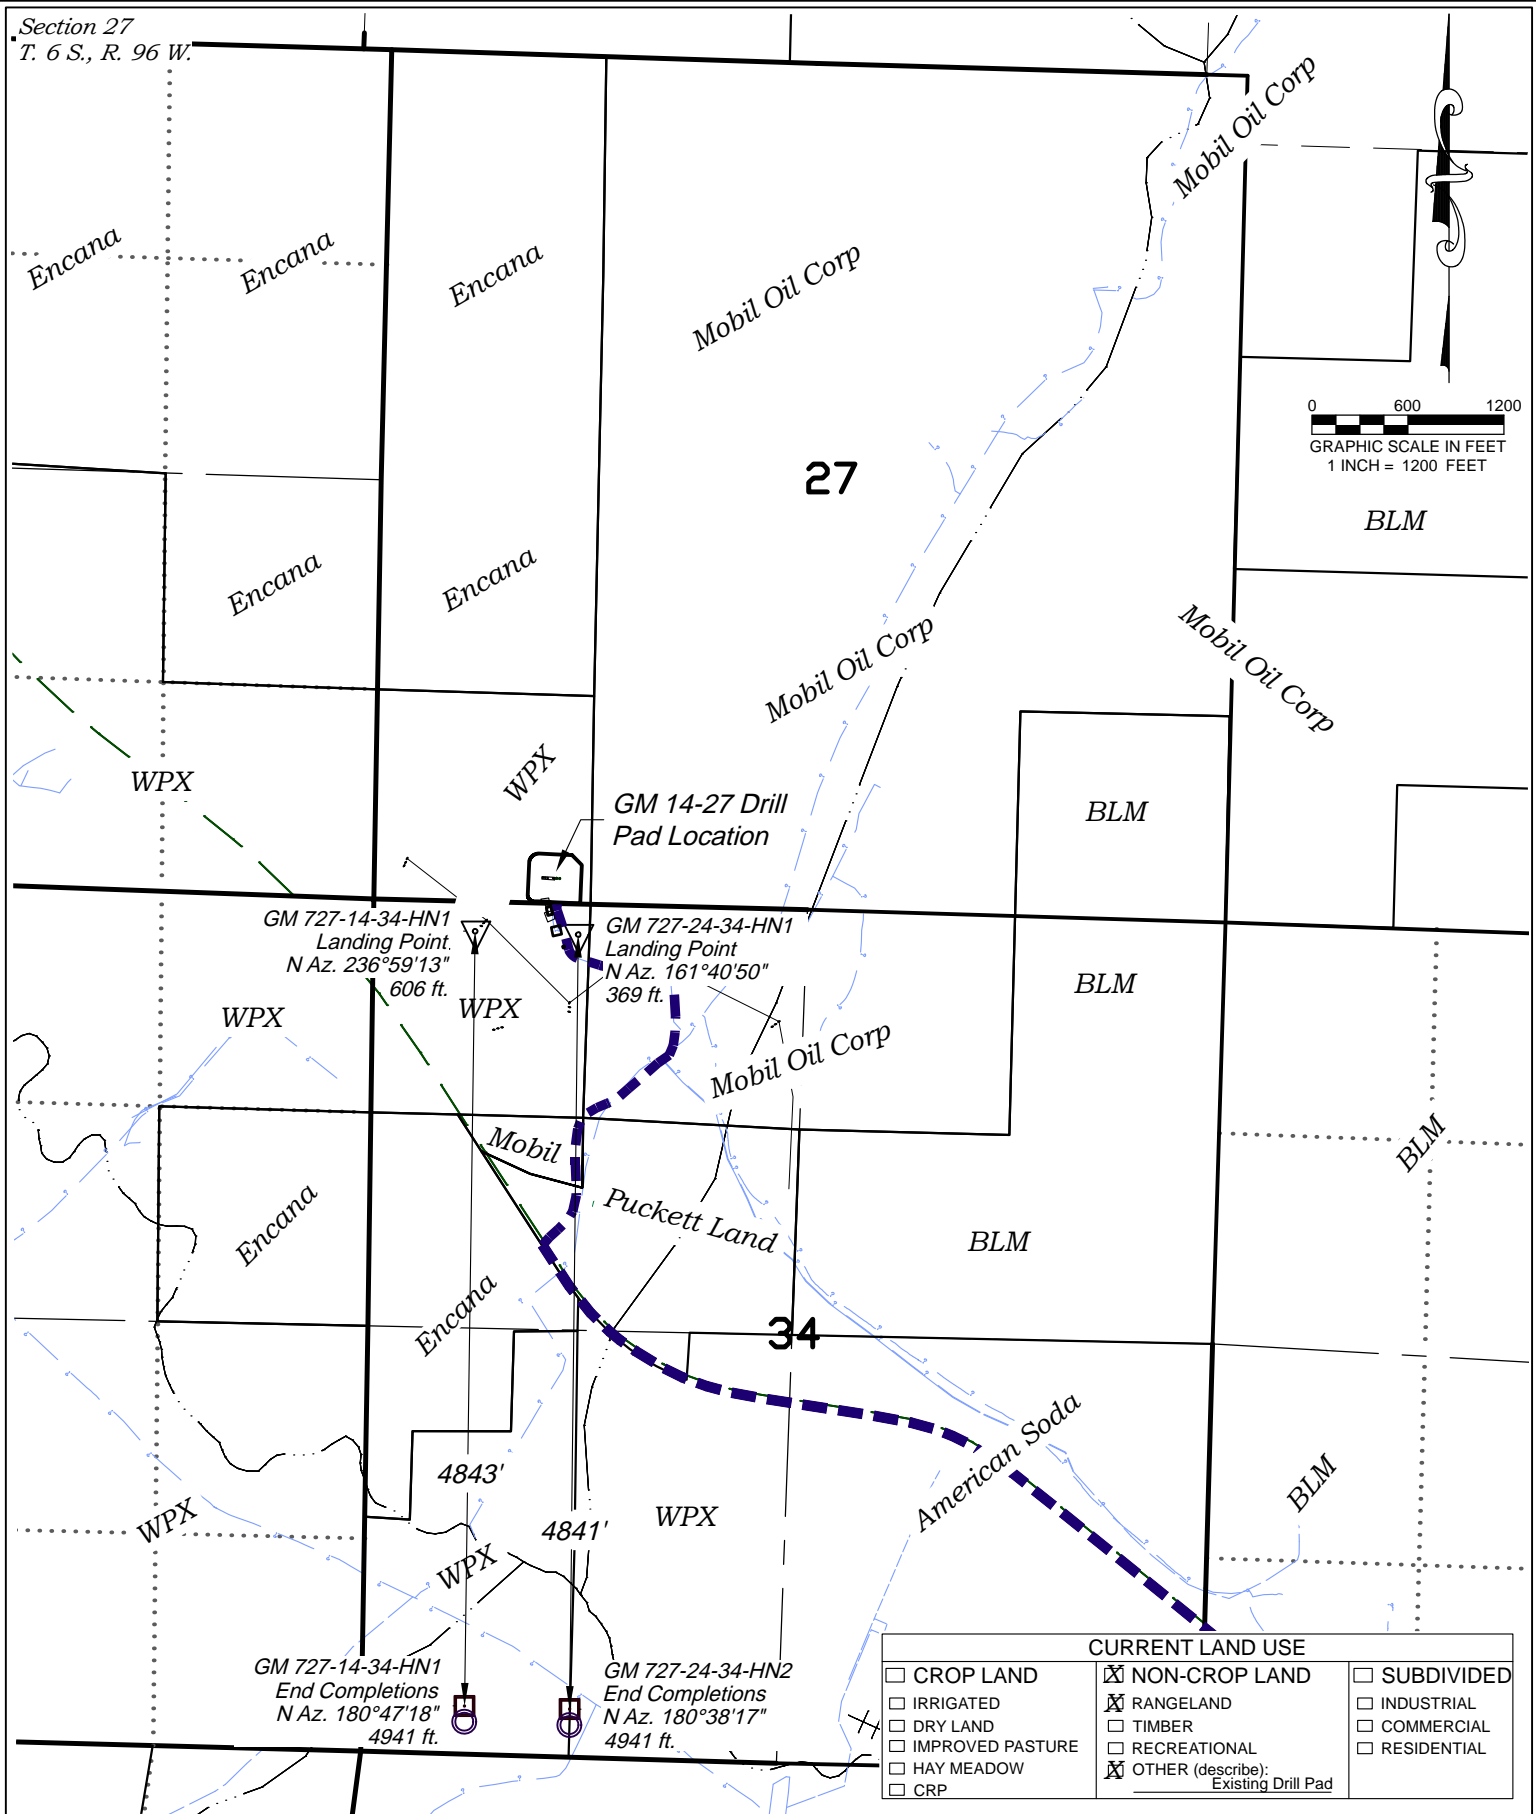 Section 27
T. 6 S., R. 96 W.
Mobil Oil Corp
Encana
Encana
Encana
Mobil Oil Corp
0 600 1200
GRAPHIC SCALE IN FEET
1 INCH = 1200 FEET
27
BLM
Encana
Encana
Mobil Oil Corp
Mobil Oil Corp
WPX
WPX
GM 14-27 Drill
Pad Location
BLM
GM 727-14-34-HN1
Landing Point
N Az. 236°59'13"
606 ft.
GM 727-24-34-HN1
Landing Point
N Az. 161°40'50"
369 ft.
WPX
WPX
BLM
Mobil Oil Corp
Mobil
BLM
Encana
Puckett Land
BLM
Encana
34
American Soda
4843'
WPX
4841'
WPX
BLM
WPX
GM 727-14-34-HN1
End Completions
N Az. 180°47'18"
4941 ft.
GM 727-24-34-HN2
End Completions
N Az. 180°38'17"
4941 ft.
CURRENT LAND USE
CROP LAND
IRRIGATED
DRY LAND
IMPROVED PASTURE
HAY MEADOW
CRP
X NON-CROP LAND
X RANGELAND
TIMBER
RECREATIONAL
X OTHER (describe):
Existing Drill Pad
SUBDIVIDED
INDUSTRIAL
COMMERCIAL
RESIDENTIAL